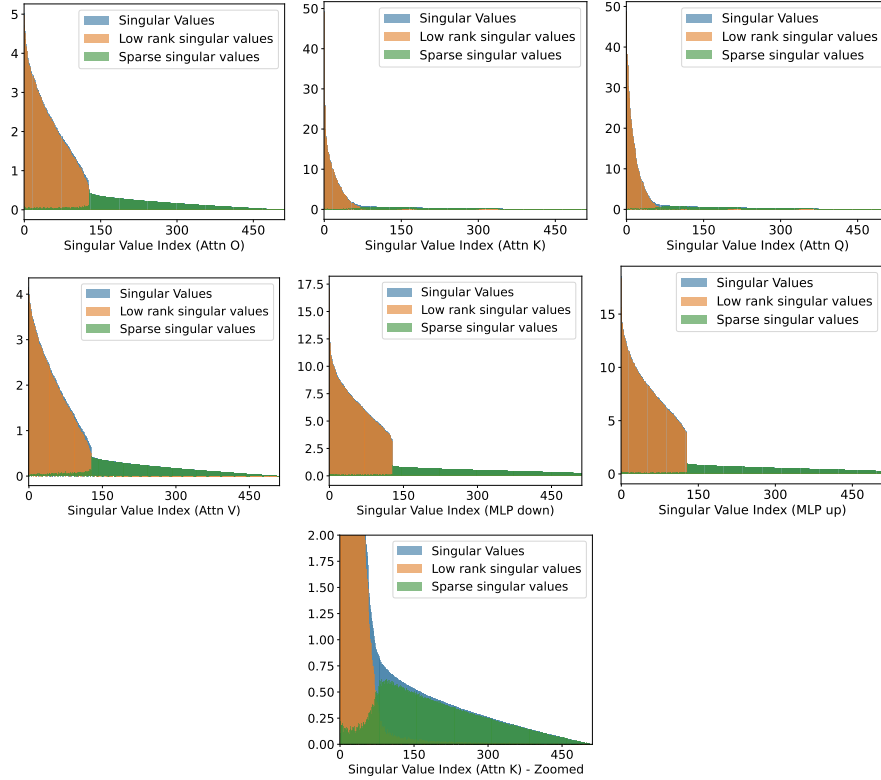 5
4
3
2
1
0
Singular Values
Low rank singular values
Sparse singular values
0 150 300 450
Singular Value Index (Attn O)
50
40
30
20
10
0
Singular Values
Low rank singular values
Sparse singular values
0 150 300 450
Singular Value Index (Attn K)
50
40
30
20
10
0
Singular Values
Low rank singular values
Sparse singular values
0 150 300 450
Singular Value Index (Attn Q)
4
3
2
1
0
Singular Values
Low rank singular values
Sparse singular values
0 150 300 450
Singular Value Index (Attn V)
17.5
15.0
12.5
10.0
7.5
5.0
2.5
0.0
Singular Values
Low rank singular values
Sparse singular values
0 150 300 450
Singular Value Index (MLP down)
15
10
5
0
Singular Values
Low rank singular values
Sparse singular values
0 150 300 450
Singular Value Index (MLP up)
2.00
1.75
1.50
1.25
1.00
0.75
0.50
0.25
0.00
Singular Values
Low rank singular values
Sparse singular values
0 150 300 450
Singular Value Index (Attn K) - Zoomed